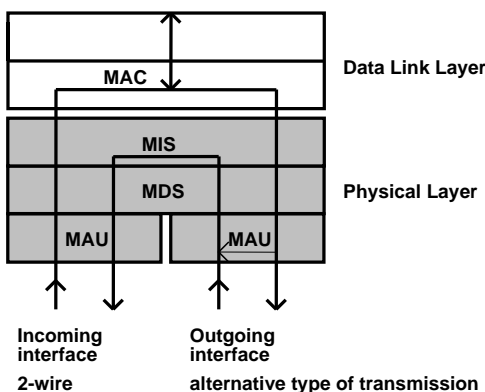 MAC
Data Link Layer
MIS
MDS
Physical Layer
MAU MAU
Incoming interface
2-wire
Outgoing interface
alternative type of transmission